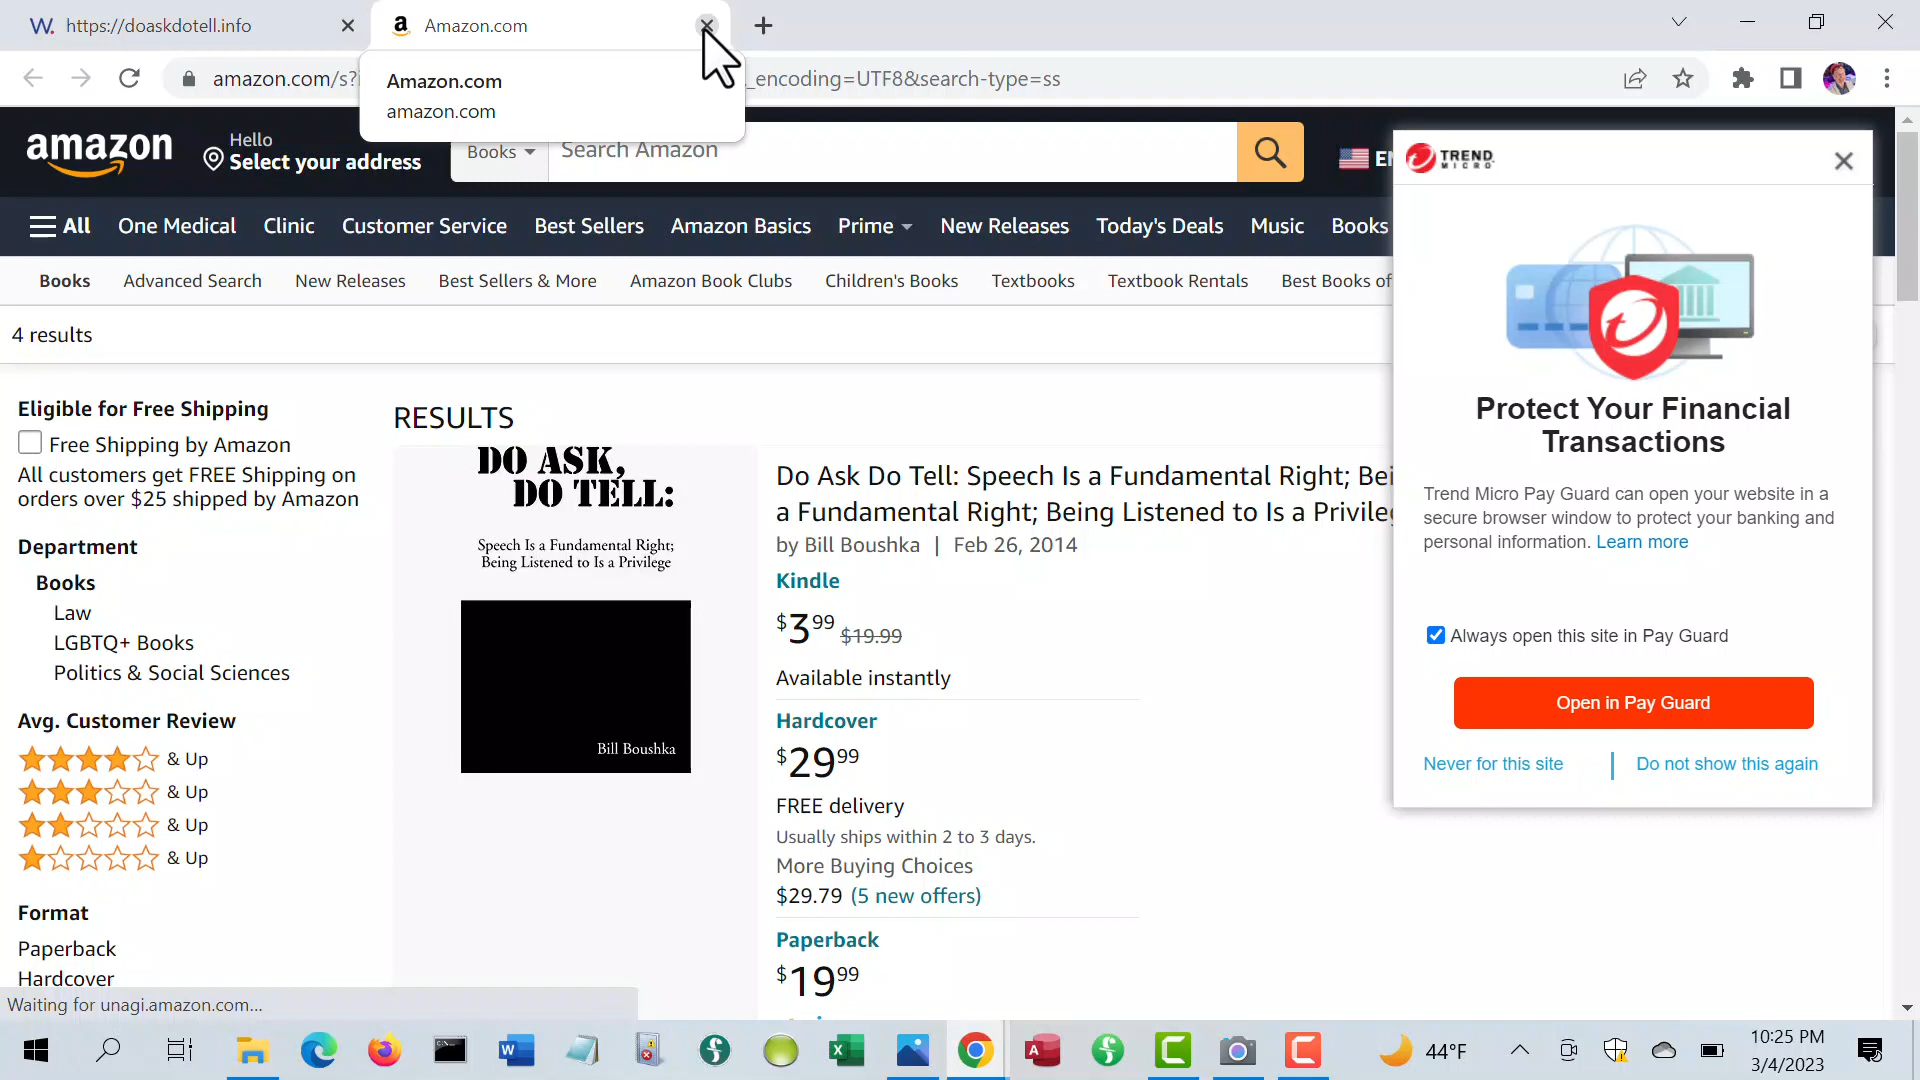 https://doaskdotell.info
Amazon.com
amazon.com/s?
_encoding=UTF8&search-type=ss
Amazon.com
amazon.com
amazon
Hello
Select your address
Books
Search Amazon
All
One Medical
Clinic
Customer Service
Best Sellers
Amazon Basics
Prime
New Releases
Today's Deals
Music
Books
Books
Advanced Search
New Releases
Best Sellers & More
Amazon Book Clubs
Children's Books
Textbooks
Textbook Rentals
Best Books of
4 results
Eligible for Free Shipping
Free Shipping by Amazon
All customers get FREE Shipping on
orders over $25 shipped by Amazon
Department
Books
Law
LGBTQ+ Books
Politics & Social Sciences
Avg. Customer Review
& Up
& Up
& Up
& Up
Format
Paperback
Hardcover
Waiting for unagi.amazon.com...
RESULTS
DO ASK,
DO TELL:
Speech Is a Fundamental Right;
Being Listened to Is a Privilege
Bill Boushka
Do Ask Do Tell: Speech Is a Fundamental Right; Bei
a Fundamental Right; Being Listened to Is a Privileg
by Bill Boushka | Feb 26, 2014
Kindle
$3.99 $19.99
Available instantly
Hardcover
$29.99
FREE delivery
Usually ships within 2 to 3 days.
More Buying Choices
$29.79 (5 new offers)
Paperback
$19.99
TREND
MICRO
Protect Your Financial
Transactions
Trend Micro Pay Guard can open your website in a
secure browser window to protect your banking and
personal information. Learn more
Always open this site in Pay Guard
Open in Pay Guard
Never for this site
Do not show this again
44°F
10:25 PM
3/4/2023